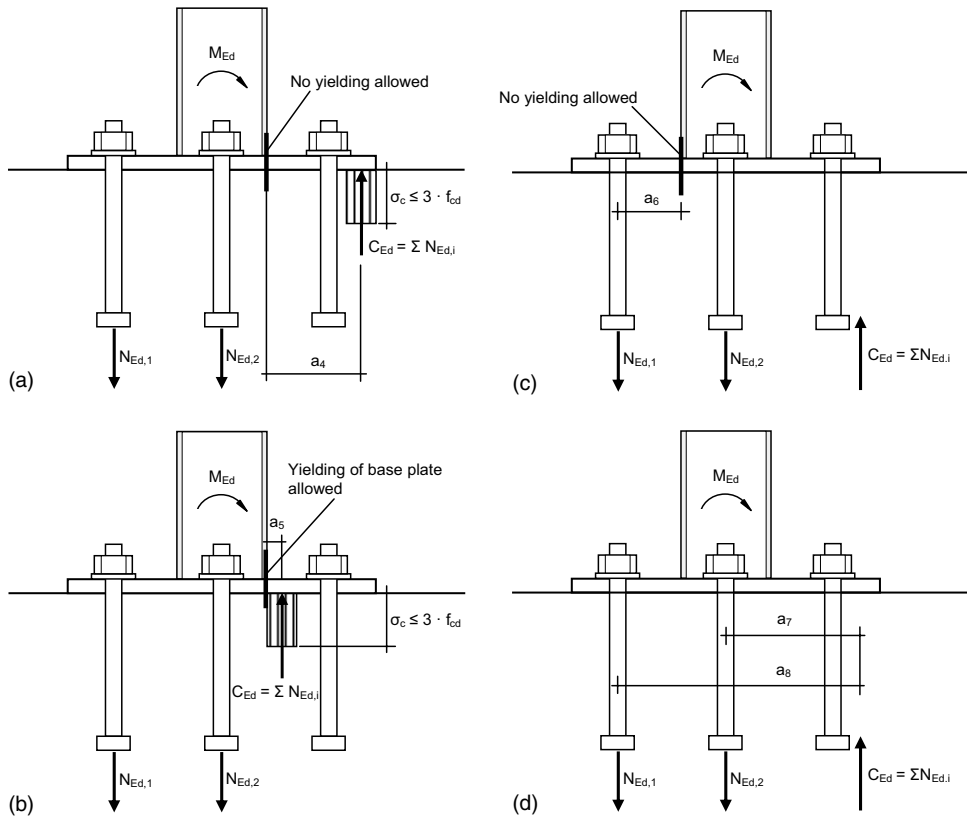 M_Ed
No yielding allowed
σ_c ≤ 3 · f_cd
C_Ed = Σ N_Ed,i
N_Ed,1
N_Ed,2
a_4
(a)
M_Ed
No yielding allowed
a_6
N_Ed,1
N_Ed,2
C_Ed = ΣN_Ed.i
(c)
M_Ed
Yielding of base plate
allowed
a_5
σ_c ≤ 3 · f_cd
C_Ed = Σ N_Ed,i
N_Ed,1
N_Ed,2
(b)
M_Ed
a_7
a_8
N_Ed,1
N_Ed,2
C_Ed = ΣN_Ed.i
(d)